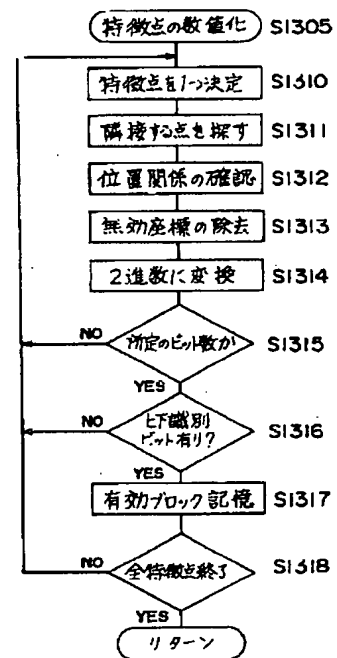 特徴点の数値化 S1305
特徴点を1つ決定 S1310
隣接する点を探す S1311
位置関係の確認 S1312
無効座標の除去 S1313
2進数に変換 S1314
NO 所定のビット数か S1315
YES
NO 上下識別 S1316
ビット有り?
YES
有効ブロック記憶 S1317
NO 全特徴点終了 S1318
YES
リターン